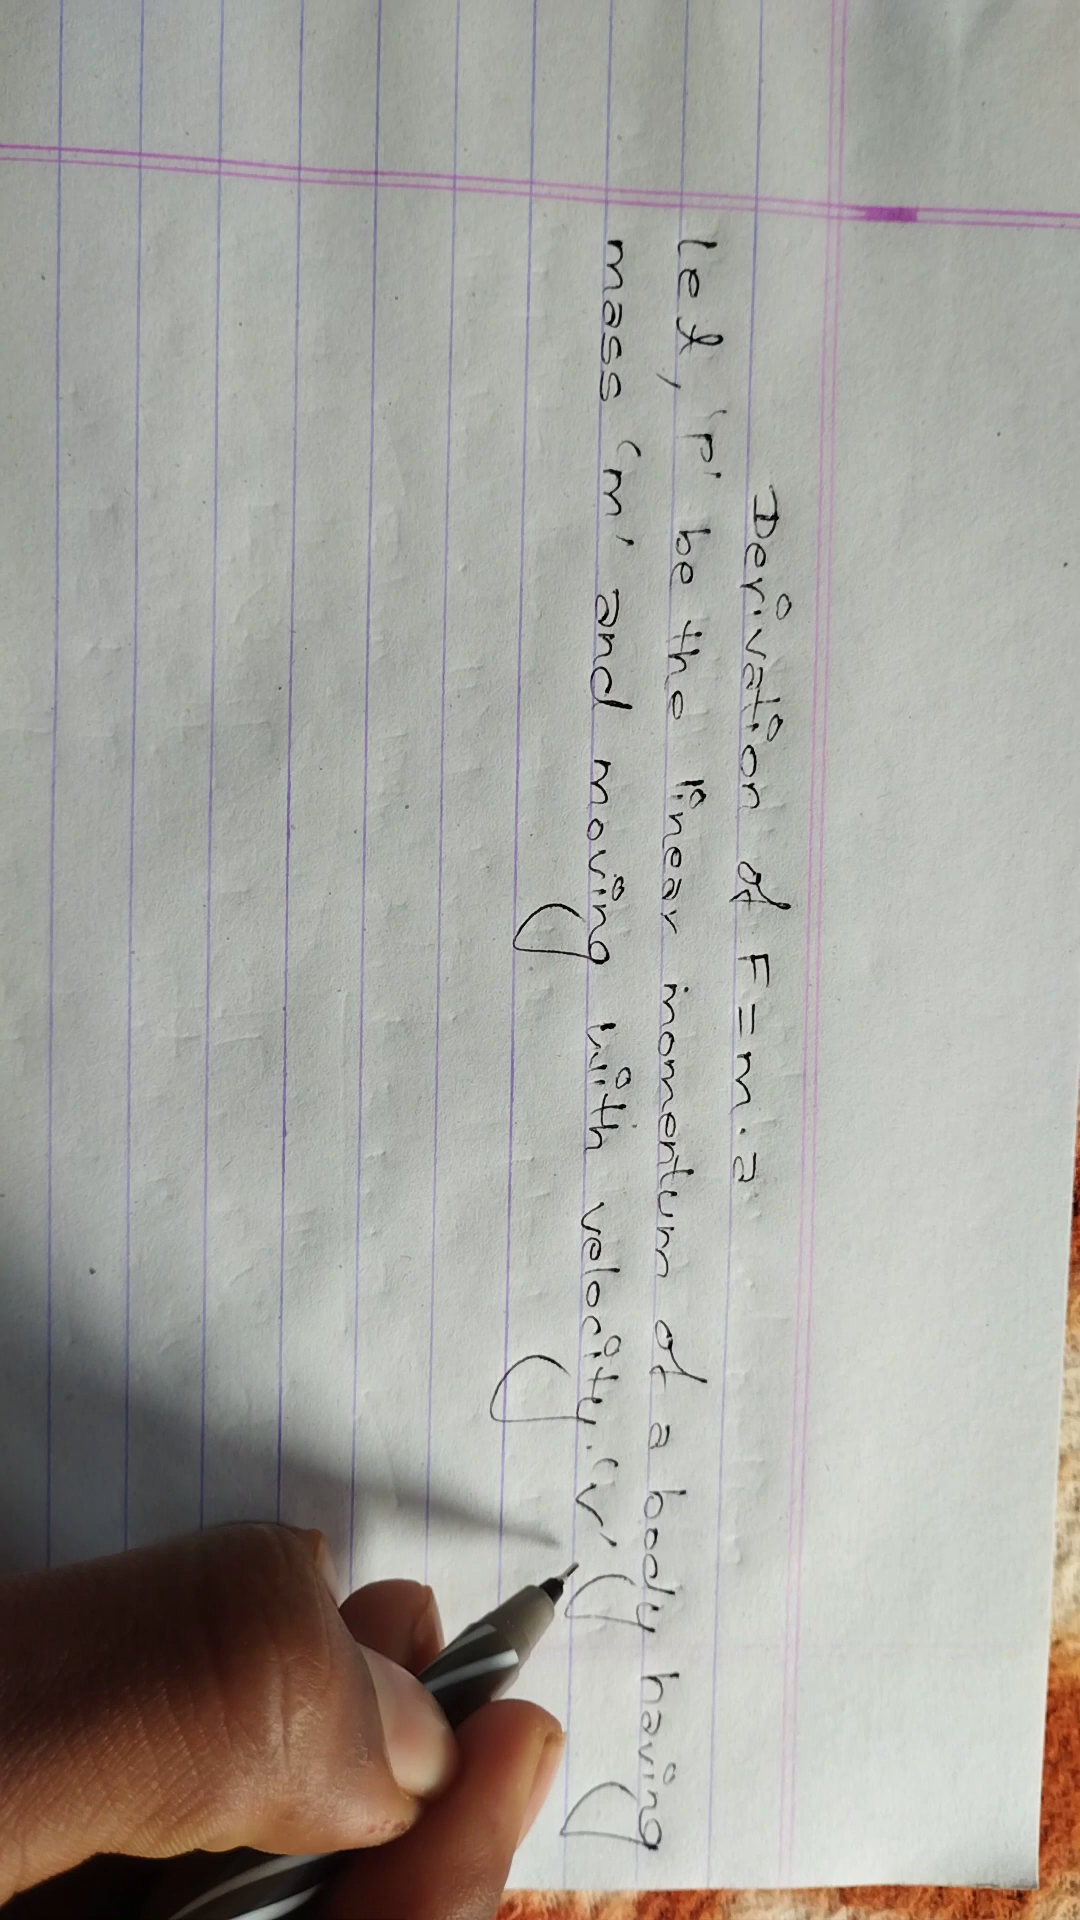 Derivation of F=m.a
let, 'p' be the linear momentum of a body having
mass 'm' and moving with velocity. 'v'